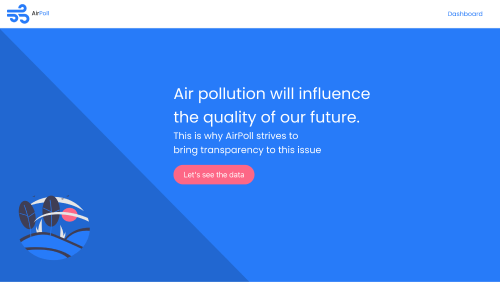 AirPoll
Dashboard
Air pollution will influence
the quality of our future.
This is why AirPoll strives to
bring transparency to this issue
Let's see the data